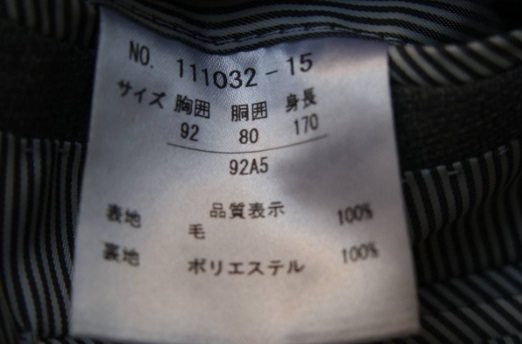 NO. 111032-15
サイズ 胸囲 胴囲 身長
92 80 170
92A5
品質表示
表地 毛 100%
裏地 ポリエステル 100%